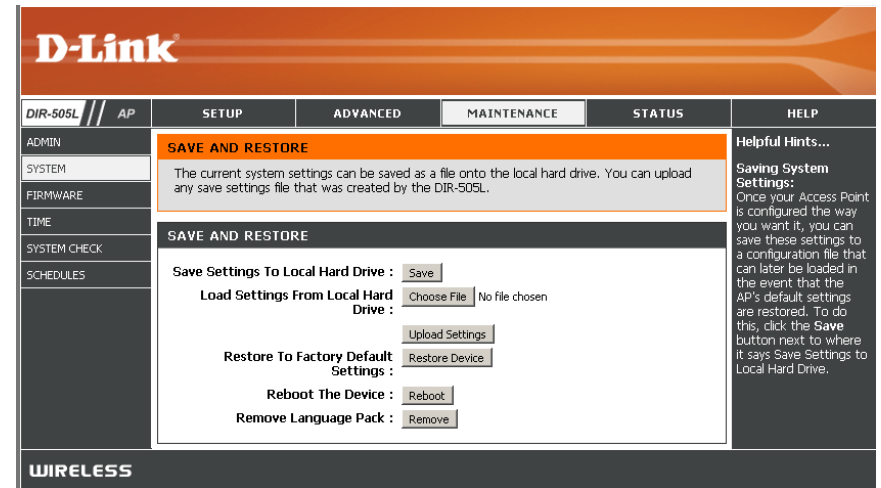 D-Link
DIR-505L // AP
SETUP
ADVANCED
MAINTENANCE
STATUS
HELP
ADMIN
SYSTEM
FIRMWARE
TIME
SYSTEM CHECK
SCHEDULES
SAVE AND RESTORE
The current system settings can be saved as a file onto the local hard drive. You can upload
any save settings file that was created by the DIR-505L.
SAVE AND RESTORE
Save Settings To Local Hard Drive : Save
Load Settings From Local Hard Choose File No file chosen
Drive :
Upload Settings
Restore To Factory Default Restore Device
Settings :
Reboot The Device : Reboot
Remove Language Pack : Remove
Helpful Hints...
Saving System
Settings:
Once your Access Point
is configured the way
you want it, you can
save these settings to
a configuration file that
can later be loaded in
the event that the
AP's default settings
are restored. To do
this, click the Save
button next to where
it says Save Settings to
Local Hard Drive.
WIRELESS